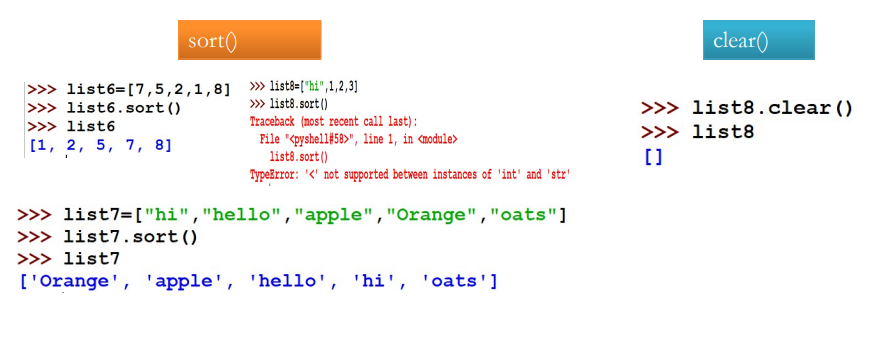 sort()
>>> list6=[7,5,2,1,8]
>>> list6.sort()
>>> list6
[1, 2, 5, 7, 8]
>>> list8=["hi",1,2,3]
>>> list8.sort()
Traceback (most recent call last):
  File "<pyshell#58>", line 1, in <module>
    list8.sort()
TypeError: '<' not supported between instances of 'int' and 'str'
>>> list7=["hi","hello","apple","Orange","oats"]
>>> list7.sort()
>>> list7
['Orange', 'apple', 'hello', 'hi', 'oats']
clear()
>>> list8.clear()
>>> list8
[]